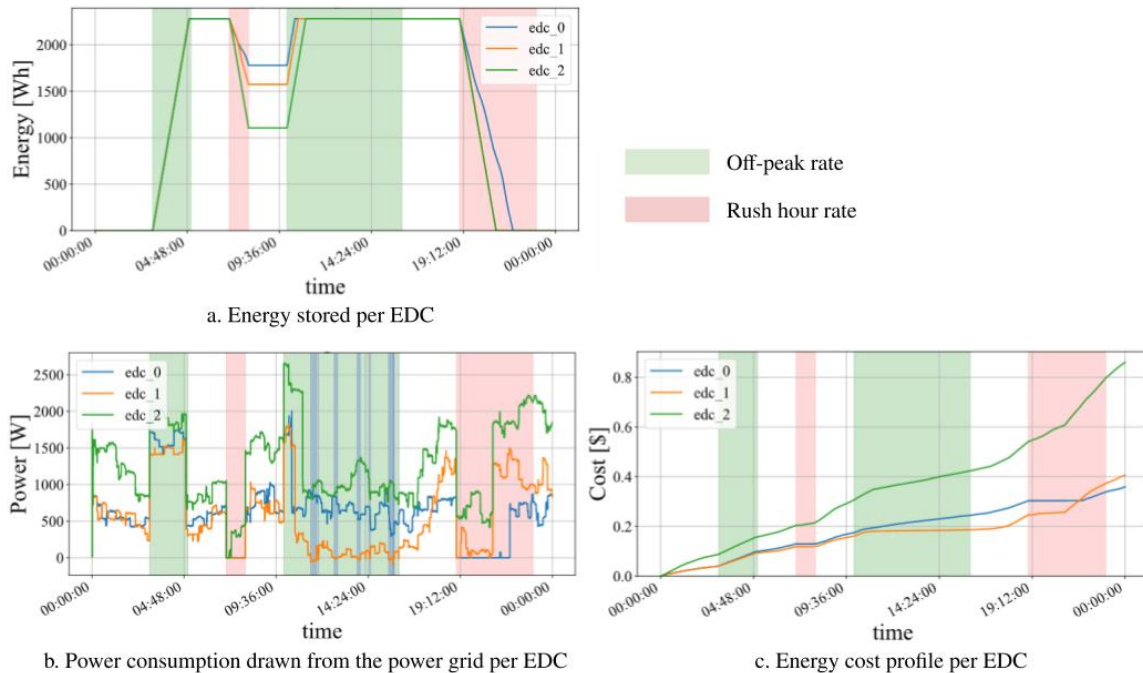 Energy [Wh]
2000
1500
1000
500
0
edc_0
edc_1
edc_2
00:00:00
04:48:00
09:36:00
14:24:00
19:12:00
00:00:00
time
a. Energy stored per EDC
Off-peak rate
Rush hour rate
Power [W]
2500
2000
1500
1000
500
0
edc_0
edc_1
edc_2
00:00:00
04:48:00
09:36:00
14:24:00
19:12:00
00:00:00
time
b. Power consumption drawn from the power grid per EDC
Cost [$]
0.8
0.6
0.4
0.2
0.0
edc_0
edc_1
edc_2
00:00:00
04:48:00
09:36:00
14:24:00
19:12:00
00:00:00
time
c. Energy cost profile per EDC